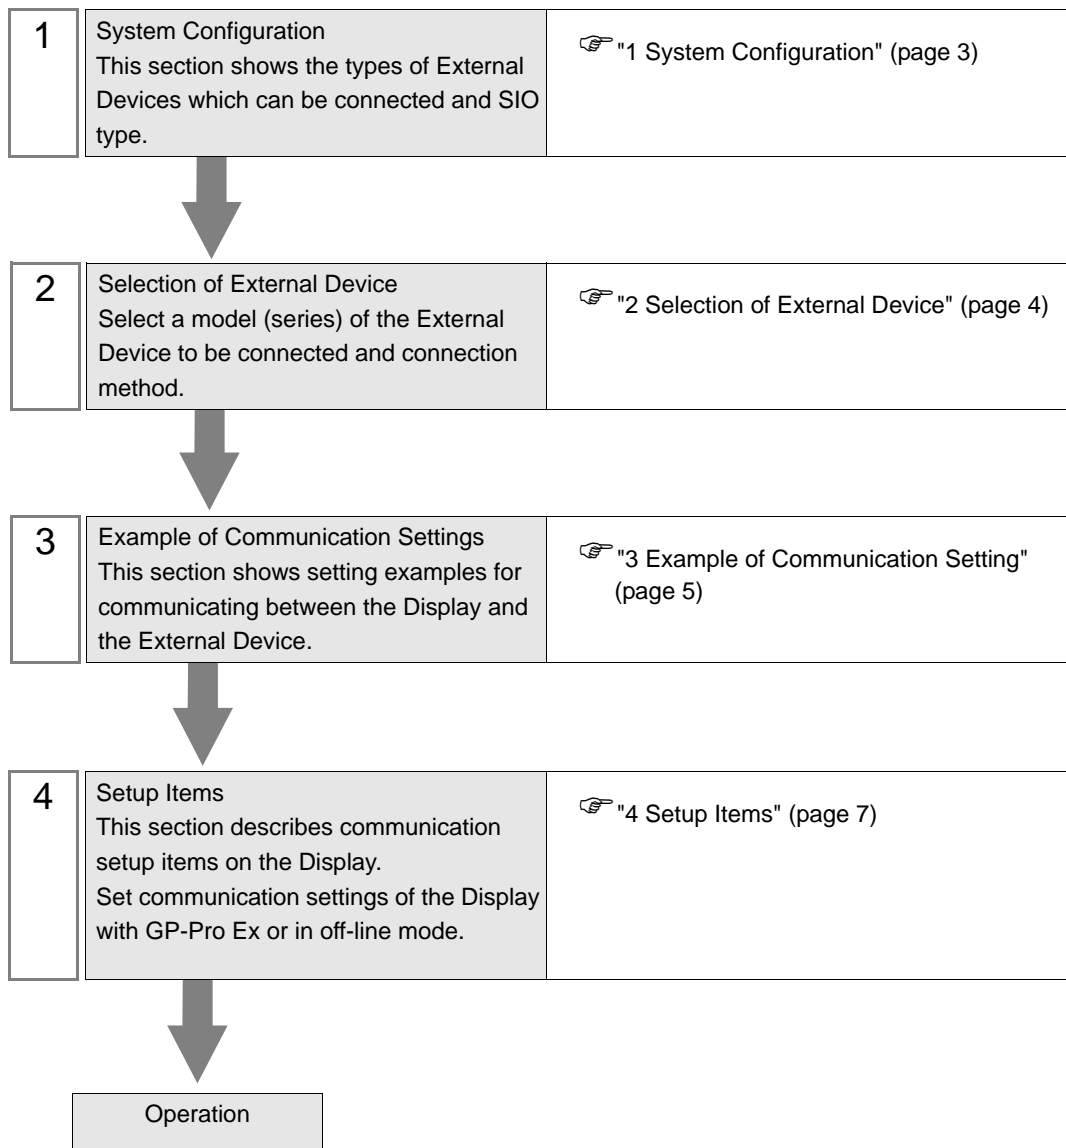 1
System Configuration
This section shows the types of External
Devices which can be connected and SIO
type.
"1 System Configuration" (page 3)
2
Selection of External Device
Select a model (series) of the External
Device to be connected and connection
method.
"2 Selection of External Device" (page 4)
3
Example of Communication Settings
This section shows setting examples for
communicating between the Display and
the External Device.
"3 Example of Communication Setting"
(page 5)
4
Setup Items
This section describes communication
setup items on the Display.
Set communication settings of the Display
with GP-Pro Ex or in off-line mode.
"4 Setup Items" (page 7)
Operation